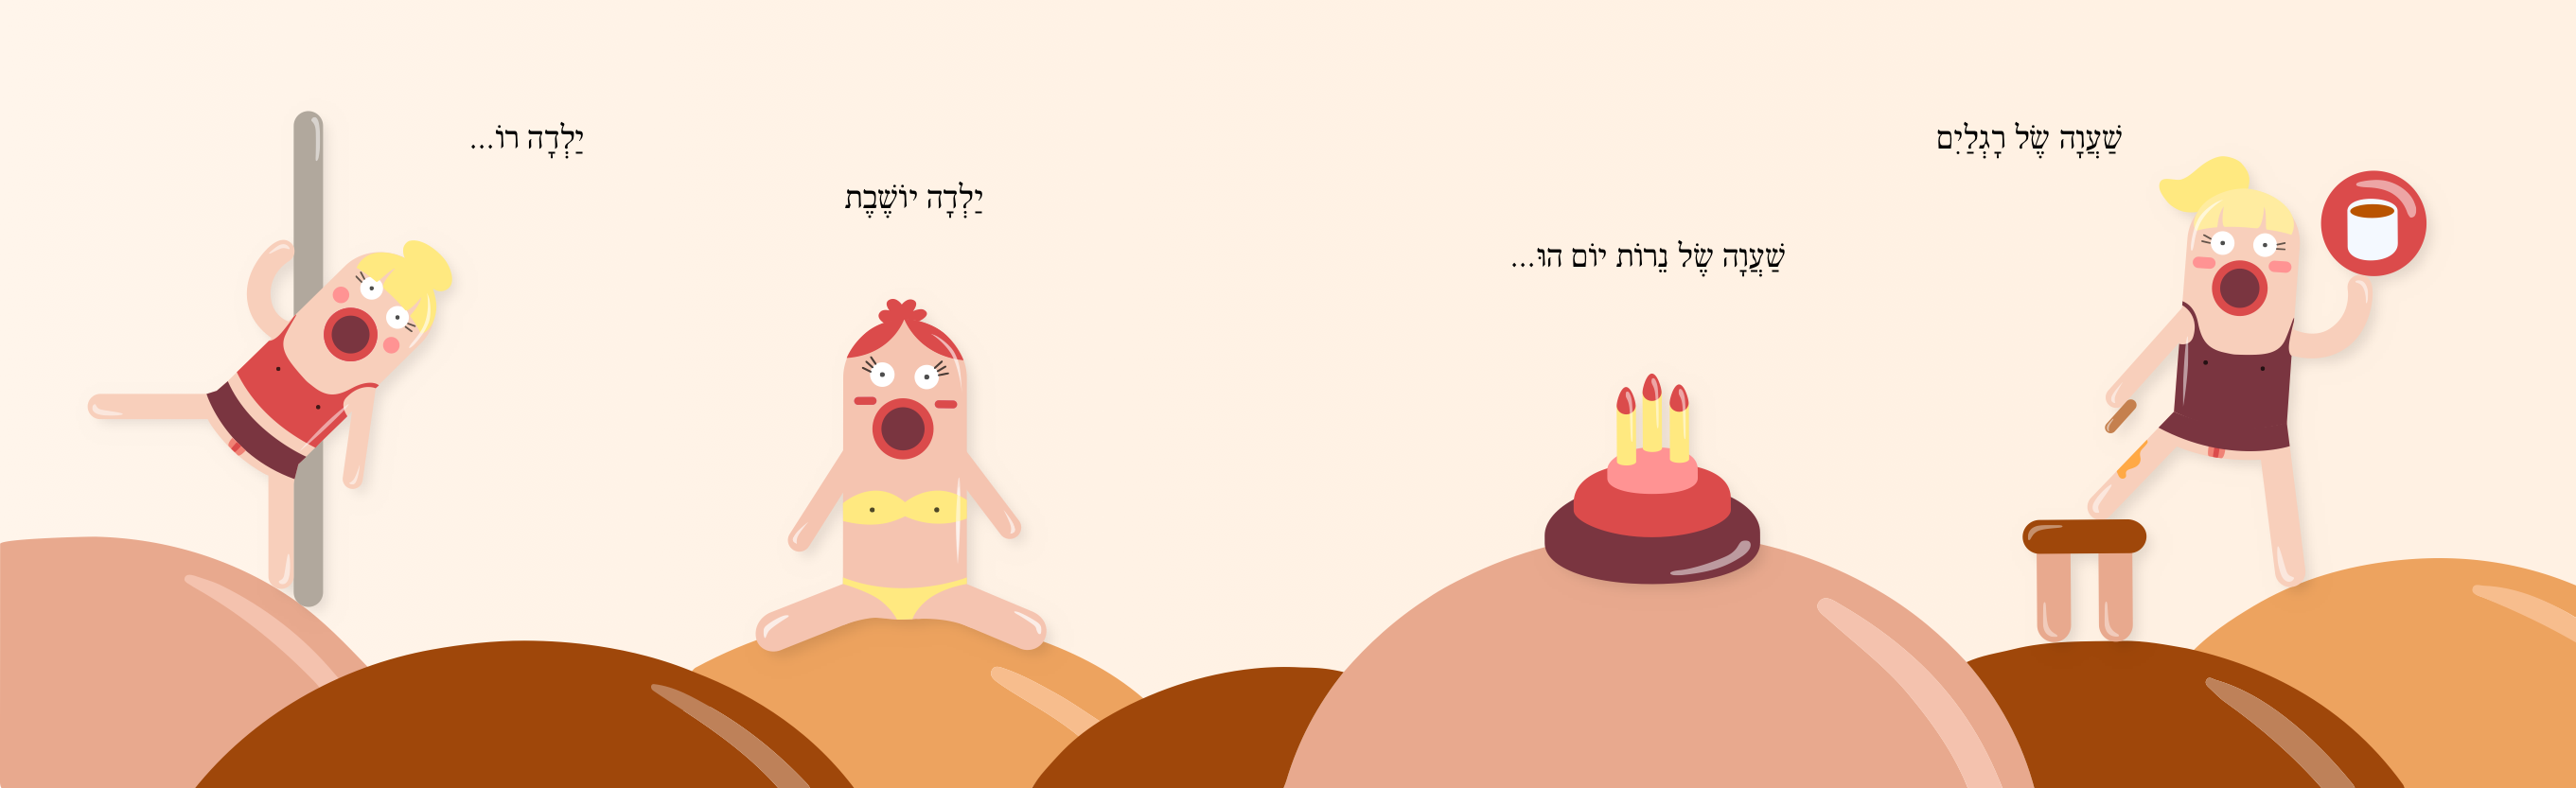 שַׁעֲוָה שֶׁל רַגְלַיִם
שַׁעֲוָה שֶׁל נֵרוֹת יוֹם הוּ...
יַלְדָה יוֹשֶׁבֶת
יַלְדָה רוֹ...